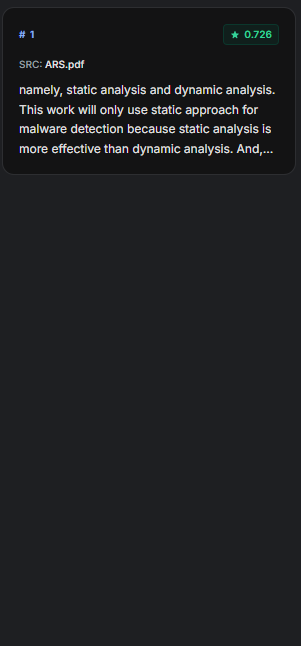 # 1
★ 0.726
SRC: ARS.pdf
namely, static analysis and dynamic analysis.
This work will only use static approach for
malware detection because static analysis is
more effective than dynamic analysis. And,...